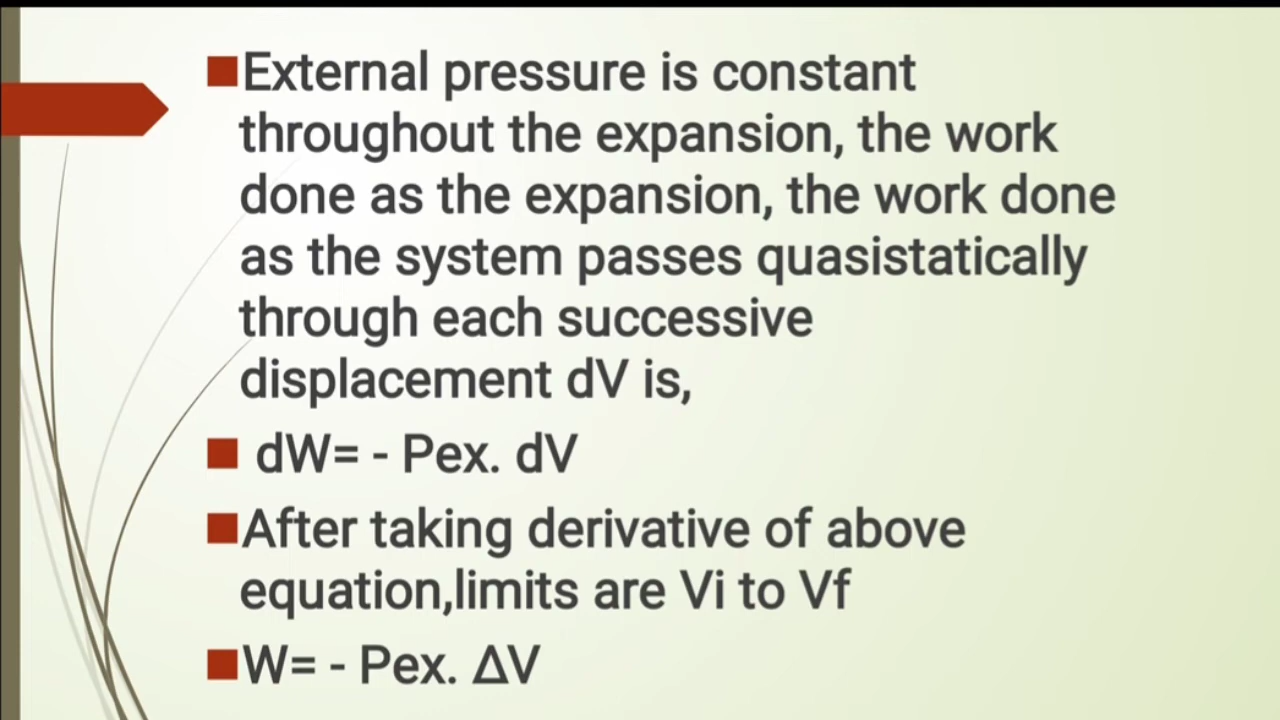 External pressure is constant
throughout the expansion, the work
done as the expansion, the work done
as the system passes quasistatically
through each successive
displacement dV is,
dW= - Pex. dV
After taking derivative of above
equation,limits are Vi to Vf
W= - Pex. ΔV